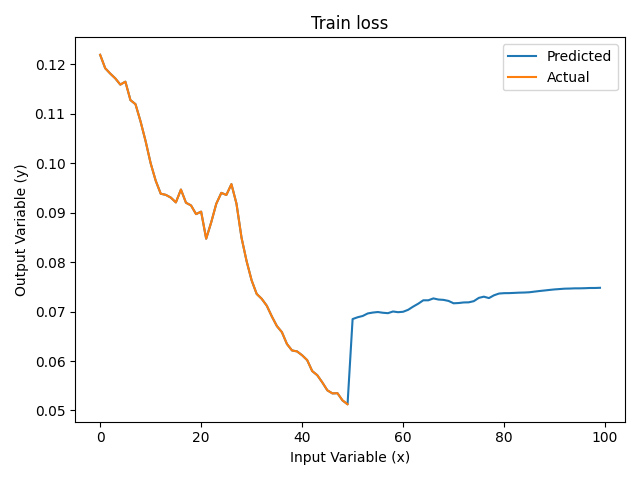 Train loss
Predicted
Actual
Output Variable (y)
0.12
0.11
0.10
0.09
0.08
0.07
0.06
0.05
0
20
40
60
80
100
Input Variable (x)